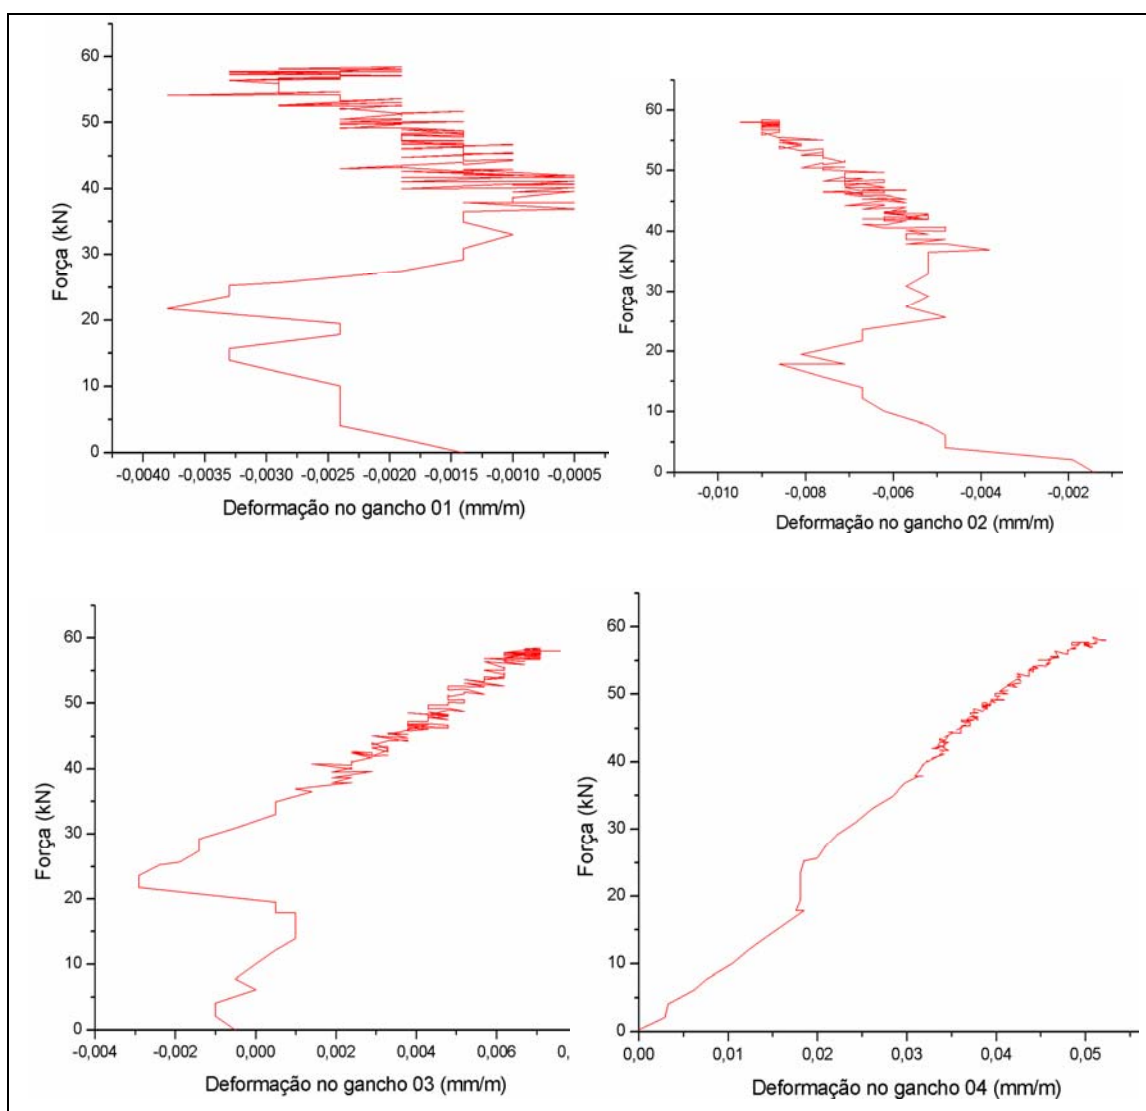 60
50
40
30
20
10
0
Força (kN)
-0,0040 -0,0035 -0,0030 -0,0025 -0,0020 -0,0015 -0,0010 -0,0005
Deformação no gancho 01 (mm/m)
60
50
40
30
20
10
0
Força (kN)
-0,010 -0,008 -0,006 -0,004 -0,002
Deformação no gancho 02 (mm/m)
60
50
40
30
20
10
0
Força (kN)
-0,004 -0,002 0,000 0,002 0,004 0,006 0,
Deformação no gancho 03 (mm/m)
60
50
40
30
20
10
0
Força (kN)
0,00 0,01 0,02 0,03 0,04 0,05
Deformação no gancho 04 (mm/m)